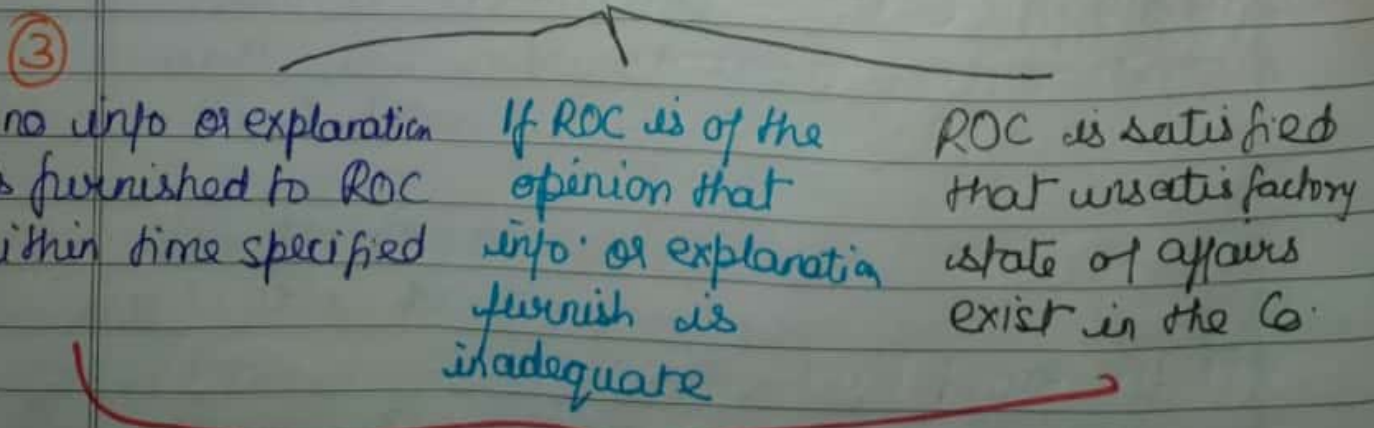 3
no info or explanation
s furnished to ROC
ithin time specified
If ROC is of the
opinion that
info. or explanation
furnish is
inadequate
ROC is satisfied
that unsatisfactory
state of affairs
exist in the Co.